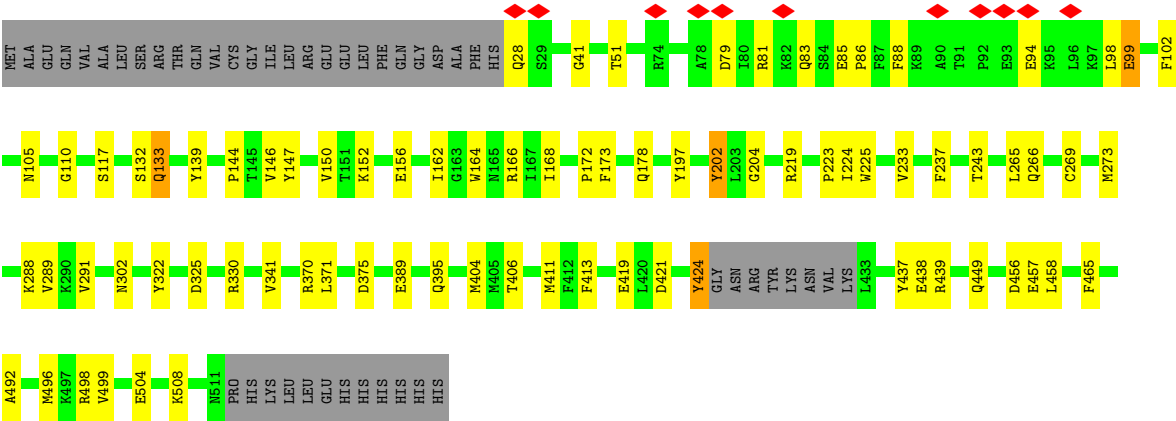 MET ALA GLU GLN VAL ALA LEU SER ARG THR GLN VAL CYS GLY ILE LEU ARG GLU GLU LEU PHE GLN GLY ASP ALA PHE HIS Q28 S29 G41 T51 R74 A78 D79 I80 R81 K82 Q83 S84 E85 P86 F87 F88 K89 A90 T91 P92 E93 E94 K95 L96 K97 L98 E99 F102
N105 G110 S117 S132 Q133 Y139 P144 T145 V146 Y147 V150 T151 K152 E156 I162 G163 W164 N165 R166 I167 I168 P172 F173 Q178 Y197 Y202 L203 G204 R219 P223 I224 W225 V233 F237 T243 L265 Q266 C269 M273
K288 V289 K290 V291 N302 Y322 D325 R330 V341 R370 L371 D375 E389 Q395 M404 M405 T406 M411 F412 F413 E419 L420 D421 Y424 GLY ASN ARG TYR LYS ASN VAL LYS L433 Y437 E438 R439 Q449 D456 E457 L458 F465
A492 M496 K497 R498 V499 E504 K508 N511 PRO HIS LYS LEU LEU GLU HIS HIS HIS HIS HIS HIS